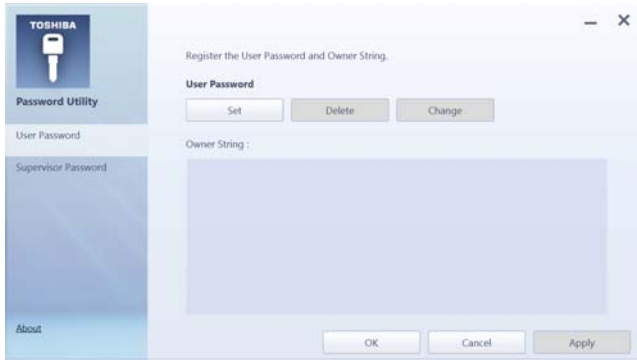 TOSHIBA
Password Utility
User Password
Supervisor Password
About
Register the User Password and Owner String.
User Password
Set Delete Change
Owner String :
OK Cancel Apply